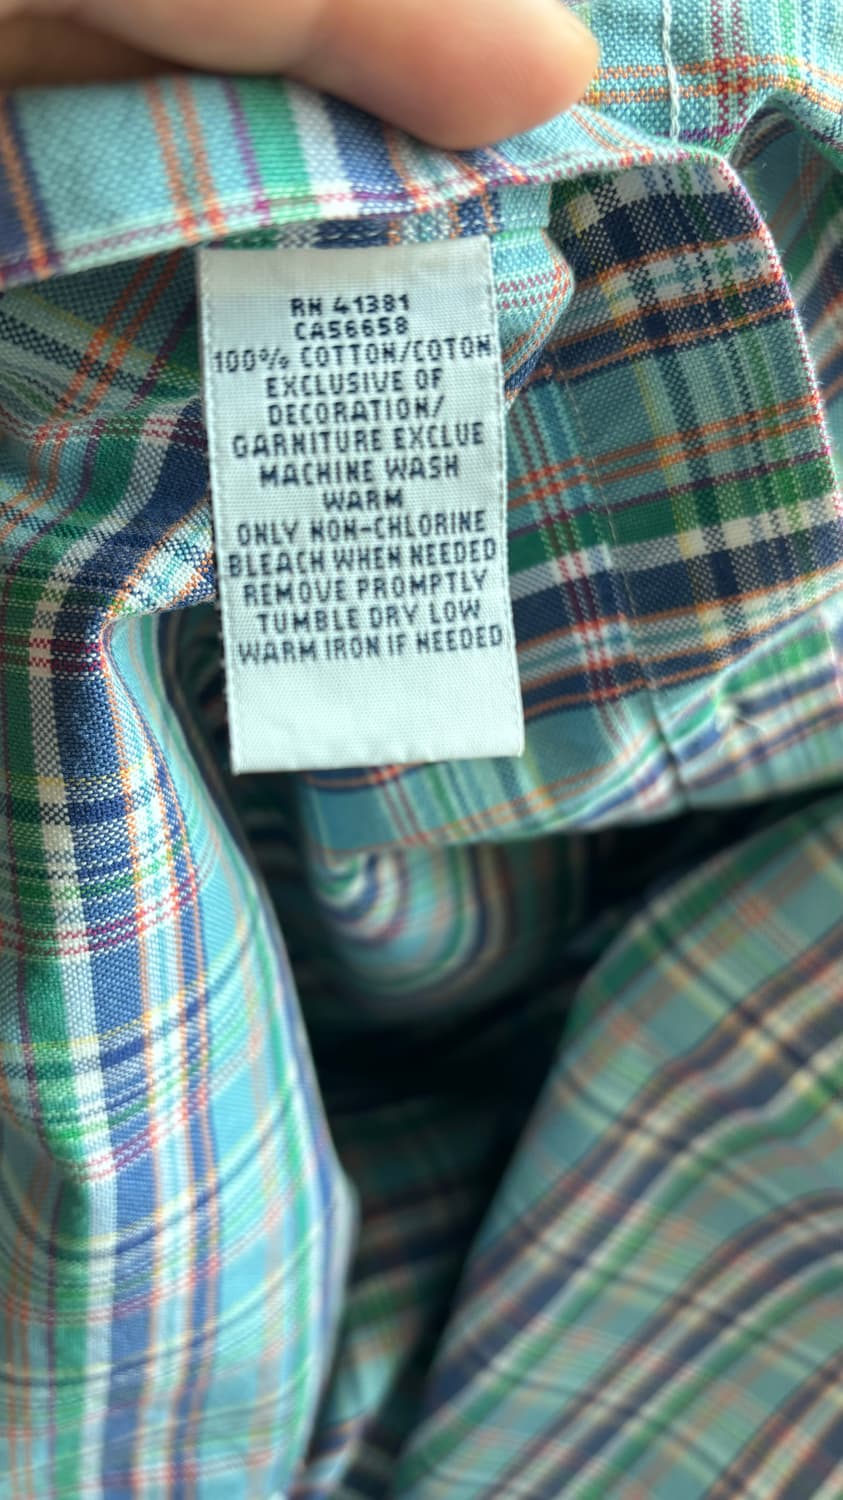 RN 41381
CA56658
100% COTTON/COTON
EXCLUSIVE OF
DECORATION/
GARNITURE EXCLUE
MACHINE WASH
WARM
ONLY NON-CHLORINE
BLEACH WHEN NEEDED
REMOVE PROMPTLY
TUMBLE DRY LOW
WARM IRON IF NEEDED